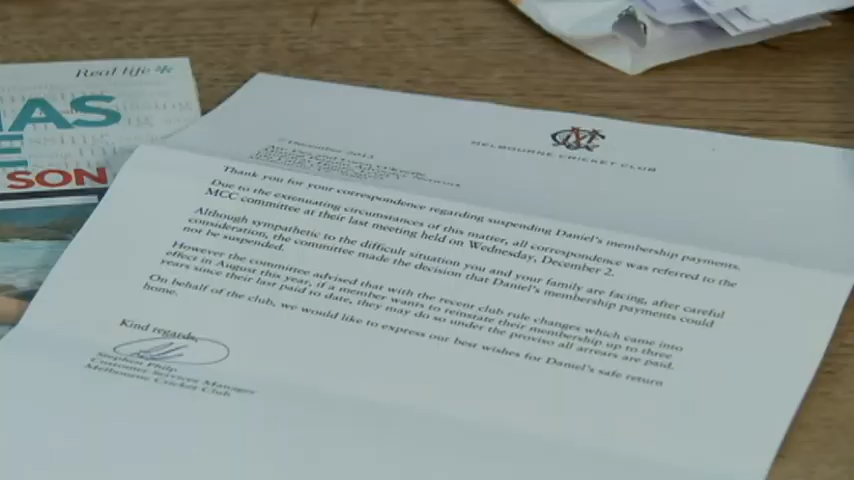 Real life
AS
SON
MELBOURNE CRICKET CLUB
December 2015
Thank you for your correspondence regarding suspending Daniel's membership payments.
Due to the extenuating circumstances of this matter, all correspondence was referred to the
MCC committee at their last meeting held on Wednesday, December 2.
Although sympathetic to the difficult situation you and your family are facing, after careful
consideration, the committee made the decision that Daniel's membership payments could
not be suspended.
However the committee advised that with the recent club rule changes which came into
effect in August this year, if a member wants to reinstate their membership up to three
years since their last paid to date, they may do so under the proviso all arrears are paid.
On behalf of the club, we would like to express our best wishes for Daniel's safe return
home.
Kind regards,
Stephen Philp
Customer Services Manager
Melbourne Cricket Club